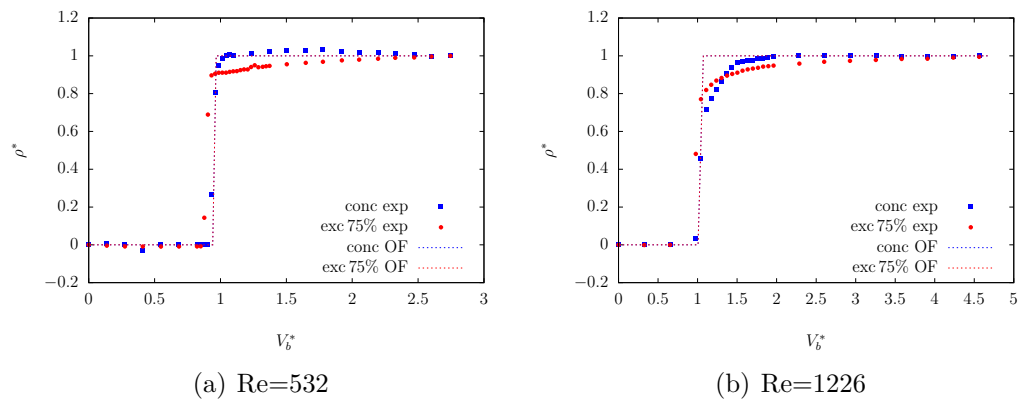 1.2
1
0.8
0.6
0.4
0.2
0
−0.2
ρ*
0 0.5 1 1.5 2 2.5 3
V_b^*
conc exp
exc 75% exp
conc OF
exc 75% OF
(a) Re=532
1.2
1
0.8
0.6
0.4
0.2
0
−0.2
ρ*
0 0.5 1 1.5 2 2.5 3 3.5 4 4.5 5
V_b^*
conc exp
exc 75% exp
conc OF
exc 75% OF
(b) Re=1226